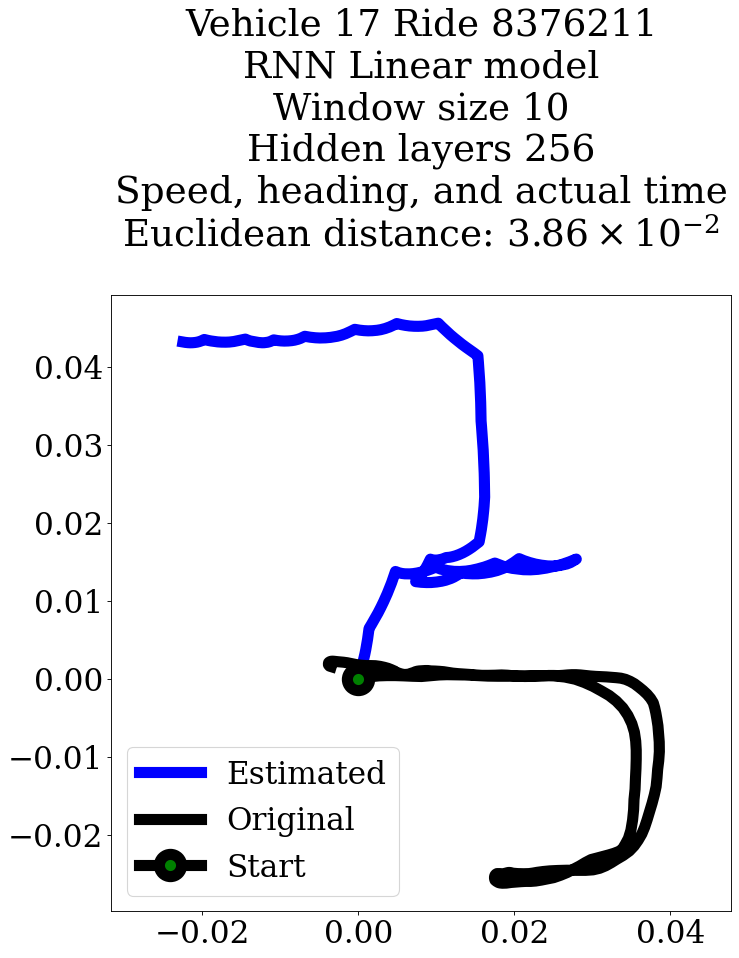 Vehicle 17 Ride 8376211
RNN Linear model
Window size 10
Hidden layers 256
Speed, heading, and actual time
Euclidean distance: 3.86 × 10⁻²
0.04
0.03
0.02
0.01
0.00
−0.01
−0.02
Estimated
Original
Start
−0.02 0.00 0.02 0.04